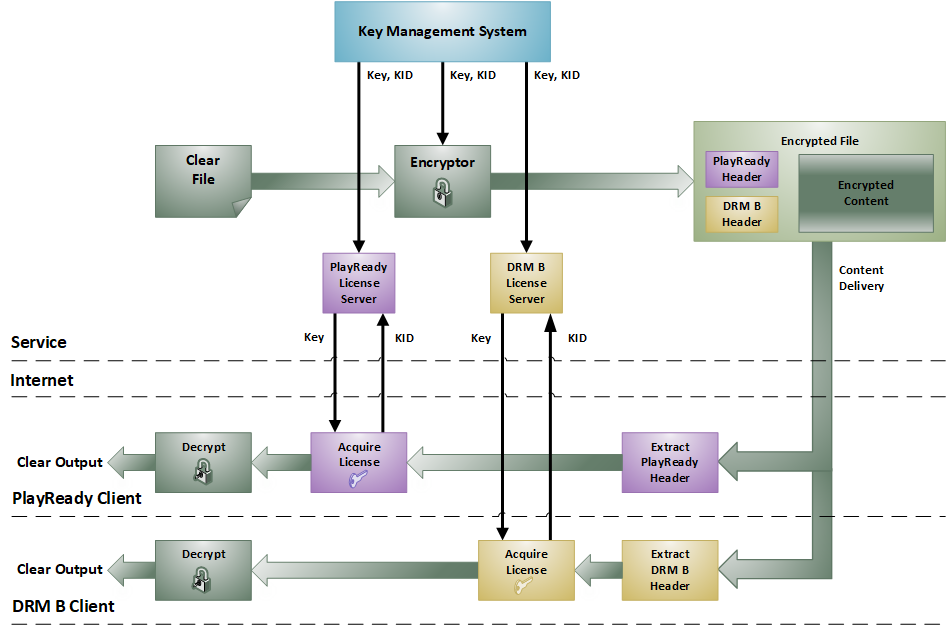 Key Management System
Key, KID
Key, KID
Key, KID
Clear
File
Encryptor
Encrypted File
PlayReady
Header
DRM B
Header
Encrypted
Content
PlayReady
License
Server
DRM B
License
Server
Content
Delivery
Key
KID
Key
KID
Service
Internet
Clear Output
Decrypt
Acquire
License
Extract
PlayReady
Header
PlayReady Client
Clear Output
Decrypt
Acquire
License
Extract
DRM B
Header
DRM B Client